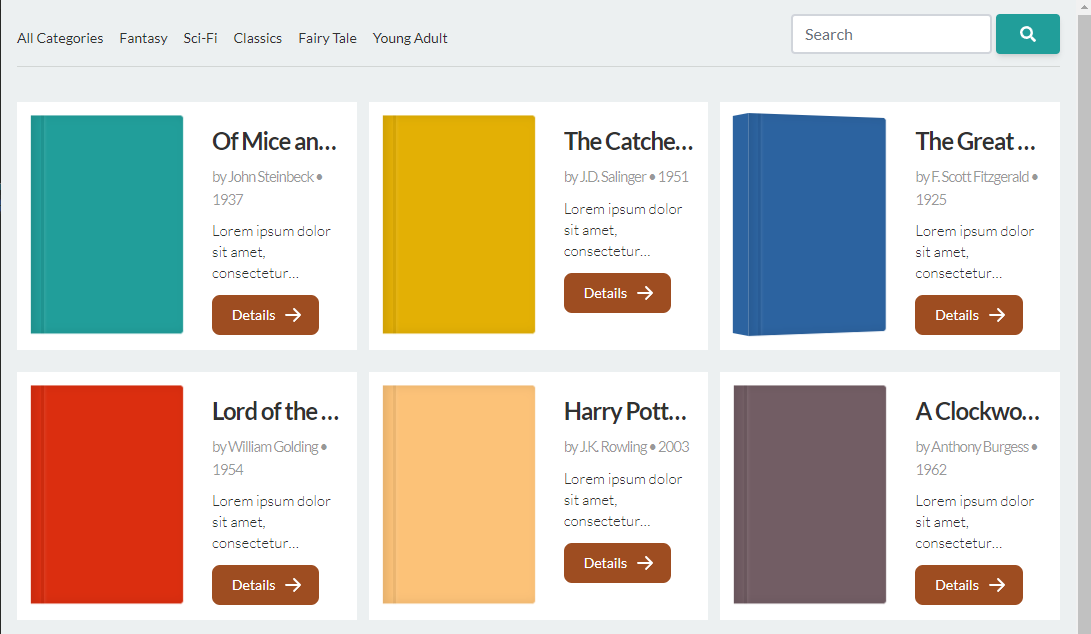 All Categories Fantasy Sci-Fi Classics Fairy Tale Young Adult
Search
Of Mice an...
by John Steinbeck •
1937
Lorem ipsum dolor
sit amet,
consectetur...
Details
The Catche...
by J.D. Salinger • 1951
Lorem ipsum dolor
sit amet,
consectetur...
Details
The Great ...
by F. Scott Fitzgerald •
1925
Lorem ipsum dolor
sit amet,
consectetur...
Details
Lord of the ...
by William Golding •
1954
Lorem ipsum dolor
sit amet,
consectetur...
Details
Harry Pott...
by J.K. Rowling • 2003
Lorem ipsum dolor
sit amet,
consectetur...
Details
A Clockwo...
by Anthony Burgess •
1962
Lorem ipsum dolor
sit amet,
consectetur...
Details